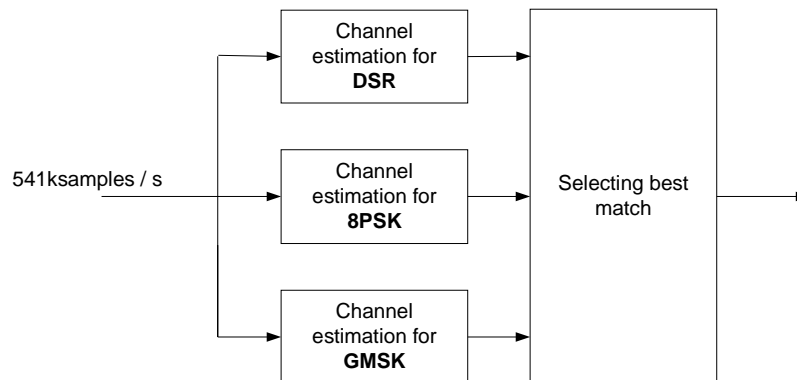 Channel
estimation for
DSR
541ksamples / s
Channel
estimation for
8PSK
Selecting best
match
Channel
estimation for
GMSK